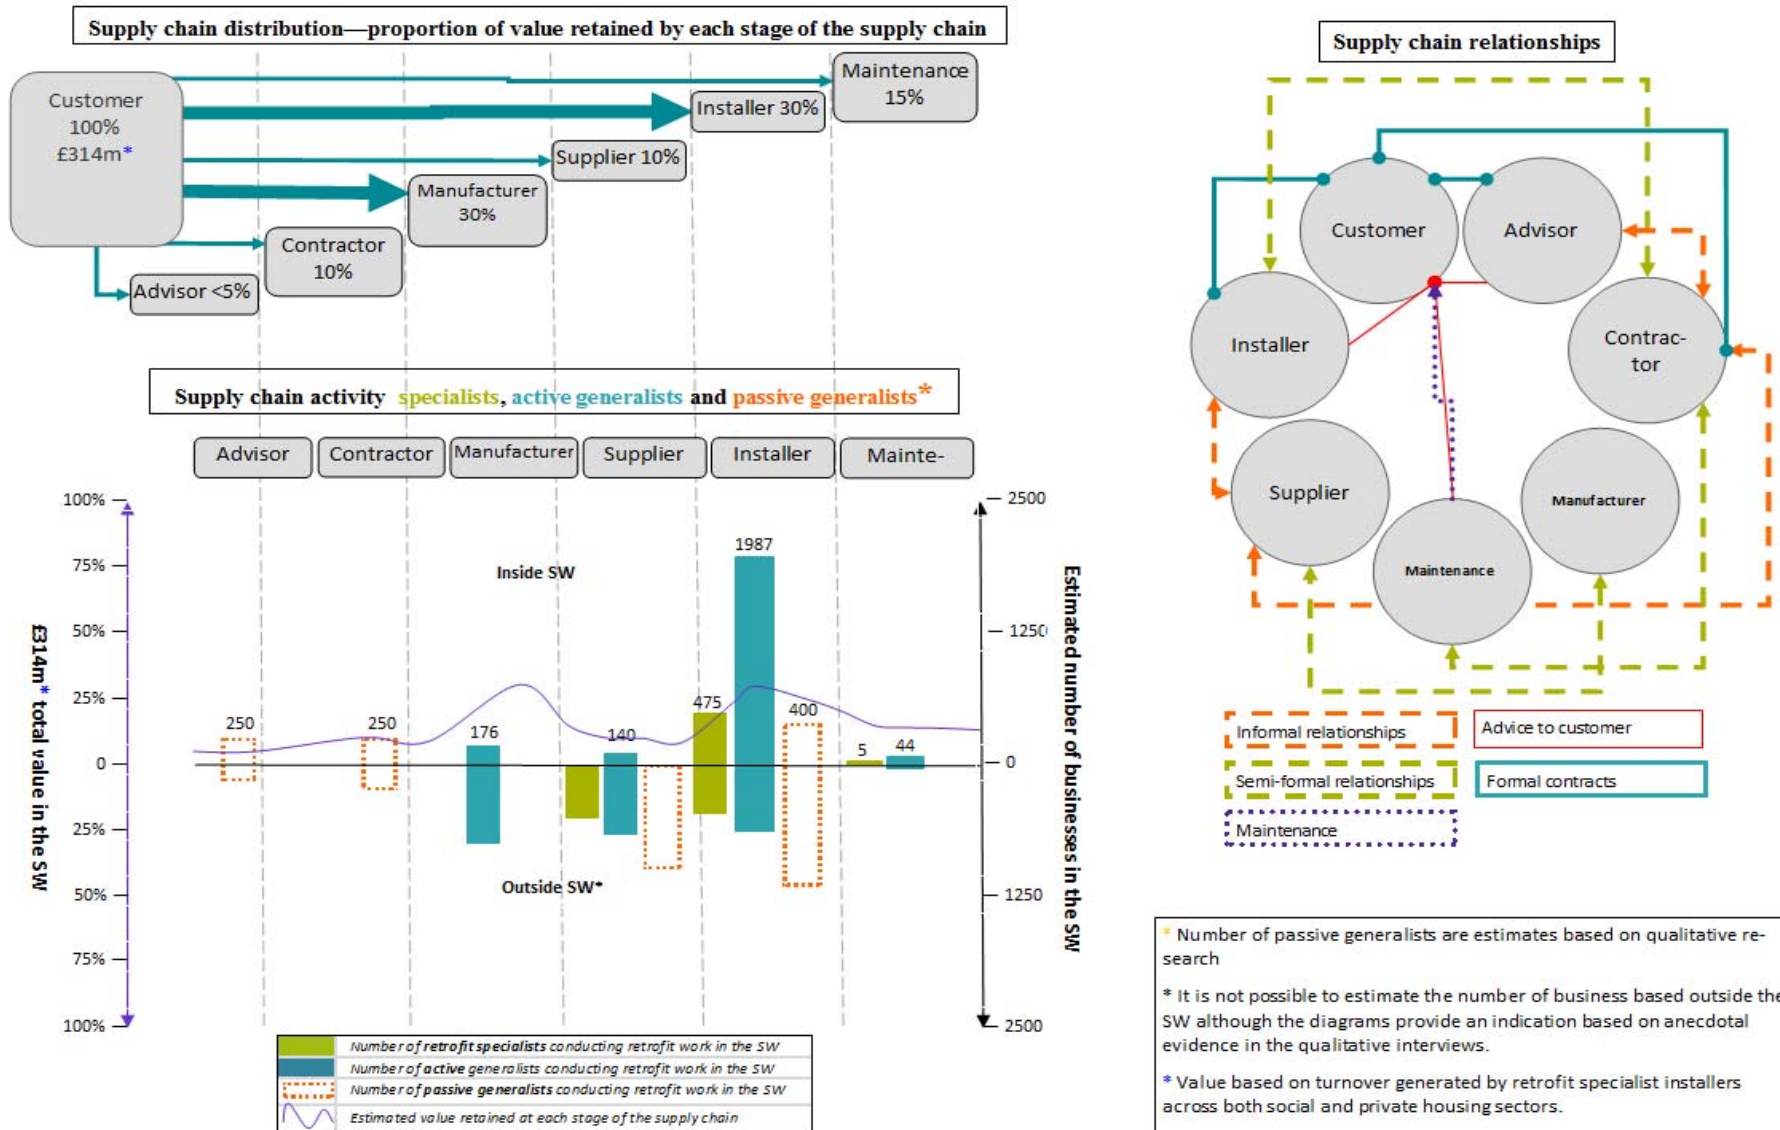 Supply chain distribution—proportion of value retained by each stage of the supply chain
Customer
100%
£314m*
Maintenance
15%
Installer 30%
Supplier 10%
Manufacturer
30%
Contractor
10%
Advisor <5%
Supply chain activity specialists, active generalists and passive generalists*
Advisor
Contractor
Manufacturer
Supplier
Installer
Mainte-
£314m* total value in the SW
100%
75%
50%
25%
0
25%
50%
75%
100%
Inside SW
Outside SW*
250
250
176
140
475
1987
400
5
44
2500
1250
0
1250
2500
Estimated number of businesses in the SW
Number of retrofit specialists conducting retrofit work in the SW
Number of active generalists conducting retrofit work in the SW
Number of passive generalists conducting retrofit work in the SW
Estimated value retained at each stage of the supply chain
Supply chain relationships
Customer
Advisor
Installer
Contrac-
tor
Supplier
Manufacturer
Maintenance
Informal relationships
Advice to customer
Semi-formal relationships
Formal contracts
Maintenance
* Number of passive generalists are estimates based on qualitative re-
search
* It is not possible to estimate the number of business based outside the
SW although the diagrams provide an indication based on anecdotal
evidence in the qualitative interviews.
* Value based on turnover generated by retrofit specialist installers
across both social and private housing sectors.